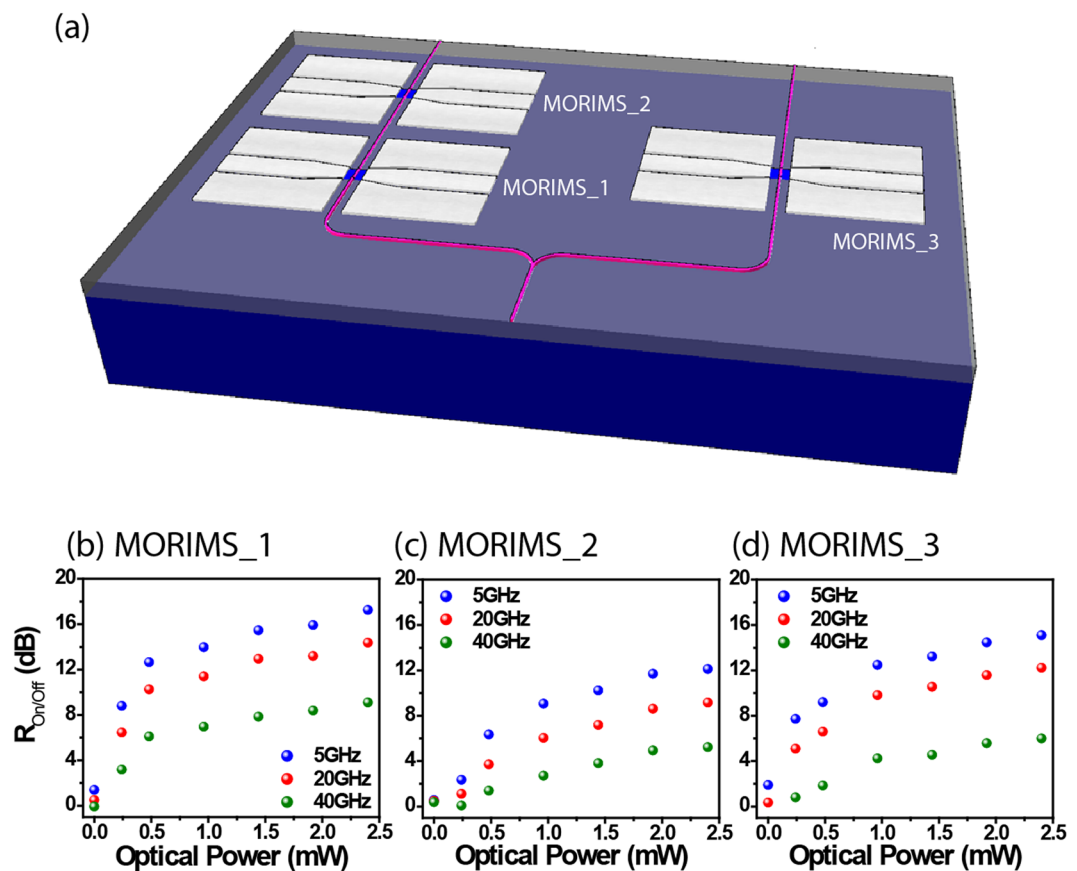 (a)
MORIMS_2
MORIMS_1
MORIMS_3
(b) MORIMS_1
(c) MORIMS_2
(d) MORIMS_3
R On/Off (dB)
20
16
12
8
4
0
5GHz
20GHz
40GHz
0.0 0.5 1.0 1.5 2.0 2.5
Optical Power (mW)
20
16
12
8
4
0
5GHz
20GHz
40GHz
0.0 0.5 1.0 1.5 2.0 2.5
Optical Power (mW)
20
16
12
8
4
0
5GHz
20GHz
40GHz
0.0 0.5 1.0 1.5 2.0 2.5
Optical Power (mW)